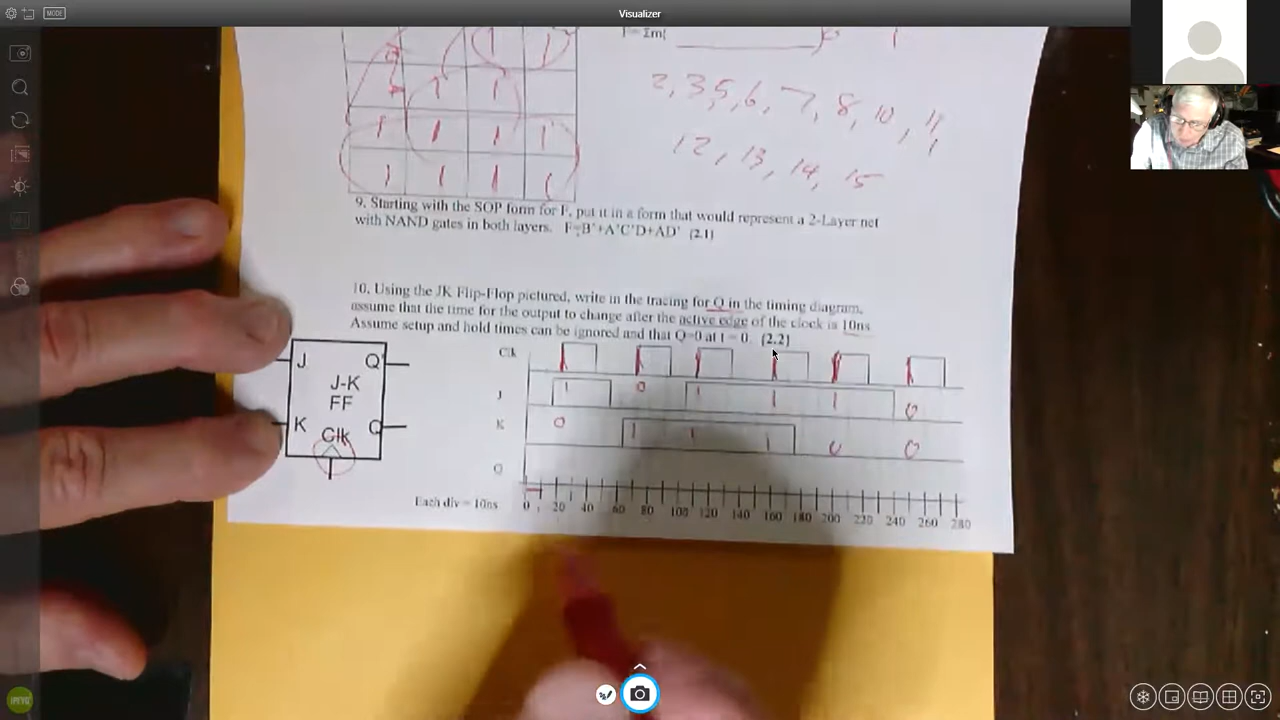 MODE
Visualizer
2, 3, 5, 6, 7, 8, 10, 11,
12, 13, 14, 15
9. Starting with the SOP form for F, put it in a form that would represent a 2-Layer net
with NAND gates in both layers. F=B'+A'C'D+AD' {2.1}
10. Using the JK Flip-Flop pictured, write in the tracing for Q in the timing diagram,
assume that the time for the output to change after the active edge of the clock is 10ns
Assume setup and hold times can be ignored and that Q=0 at t = 0. {2.2}
Clk
J Q'
J 1 0 1 1 1 0
J-K
FF
K 0 1 1 1 0 0
K Q
Clk
Q
Each div = 10ns
0 20 40 60 80 100 120 140 160 180 200 220 240 260 280
IPEVO